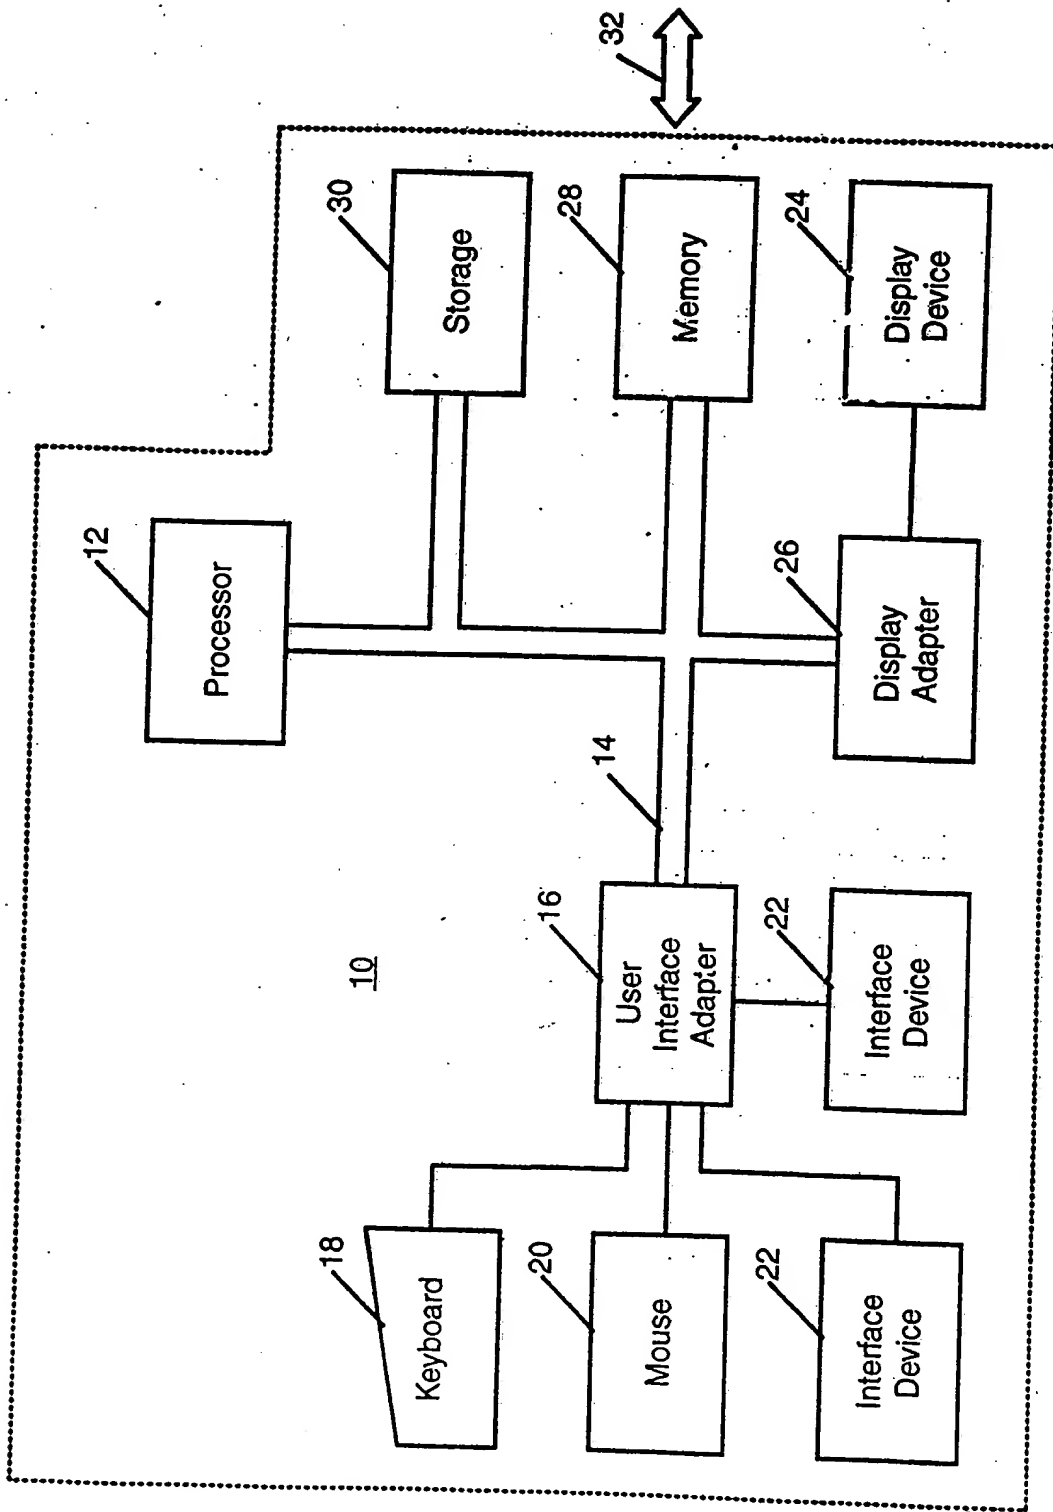 12
Processor
30
Storage
32
10
14
28
Memory
18
Keyboard
16
User
Interface
Adapter
20
Mouse
26
Display
Adapter
24
Display
Device
22
Interface
Device
22
Interface
Device